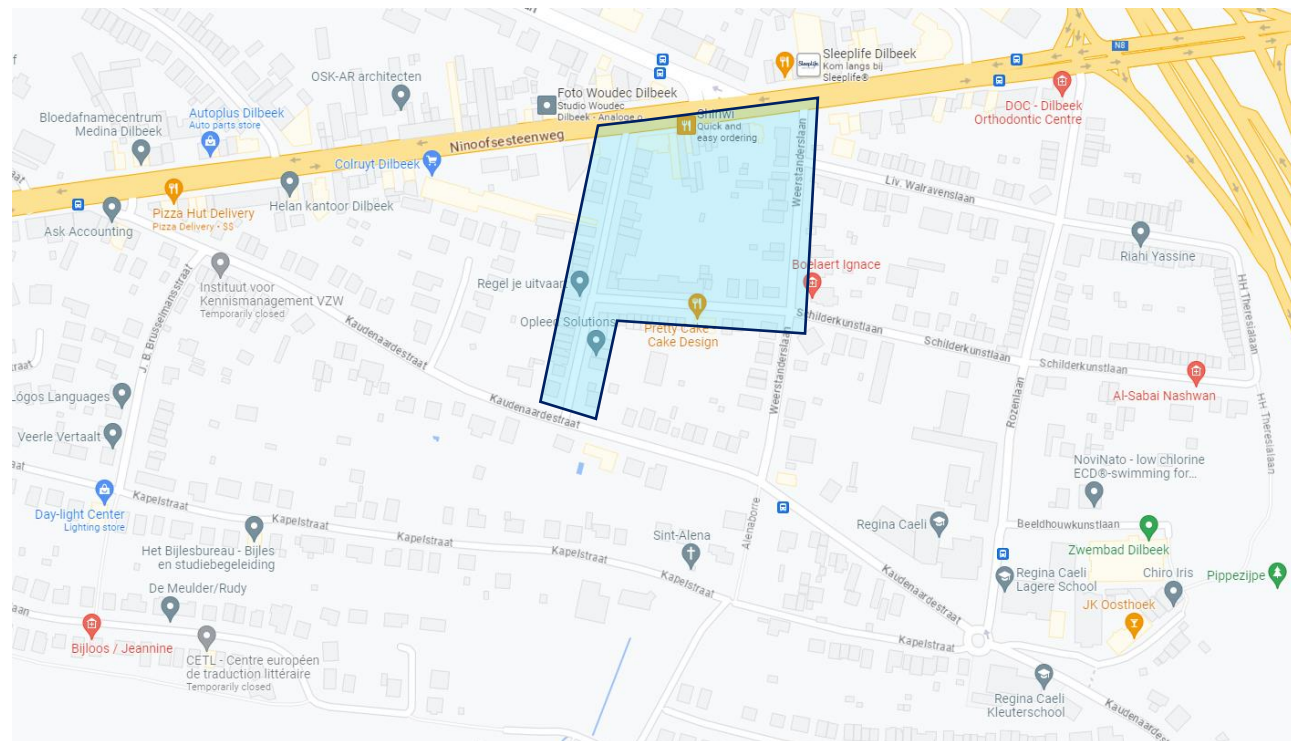 Sleeplife Dilbeek
Kom langs bij
Sleeplife®
N8
OSK-AR architecten
Foto Woudec Dilbeek
Studio Woudec
Dilbeek - Analoge o
DOC - Dilbeek
Orthodontic Centre
Bloedafnamecentrum
Medina Dilbeek
Autoplus Dilbeek
Auto parts store
Shinwi
Quick and
easy ordering
Ninoofsesteenweg
Colruyt Dilbeek
Weerstanderslaan
Liv. Walravenslaan
Pizza Hut Delivery
Pizza Delivery • $$
Helan kantoor Dilbeek
Ask Accounting
Riahi Yassine
Instituut voor
Kennismanagement VZW
Temporarily closed
Regel je uitvaart
Boelaert Ignace
HH Theresialaan
J. B. Brusselmansstraat
Kaudenaardestraat
Opleed Solutions
Pretty Cake
Cake Design
Schilderkunstlaan
Schilderkunstlaan
Schilderkunstlaan
Weerstanderslaan
Rozenlaan
Al-Sabai Nashwan
HH Theresialaan
raat
Lógos Languages
Kaudenaardestraat
Veerle Vertaalt
NoviNato - low chlorine
ECD®-swimming for...
aat
Day-light Center
Lighting store
Kapelstraat
Kapelstraat
Alenaborre
Regina Caeli
Beeldhouwkunstlaan
Zwembad Dilbeek
Het Bijlesbureau - Bijles
en studiebegeleiding
Kapelstraat
Sint-Alena
Kapelstraat
Kaudenaardestraat
Regina Caeli
Lagere School
Chiro Iris
Pippezijpe
De Meulder/Rudy
JK Oosthoek
aan
Bijloos / Jeannine
CETL - Centre européen
de traduction littéraire
Temporarily closed
Kapelstraat
Regina Caeli
Kleuterschool
Kaudenaardestraat